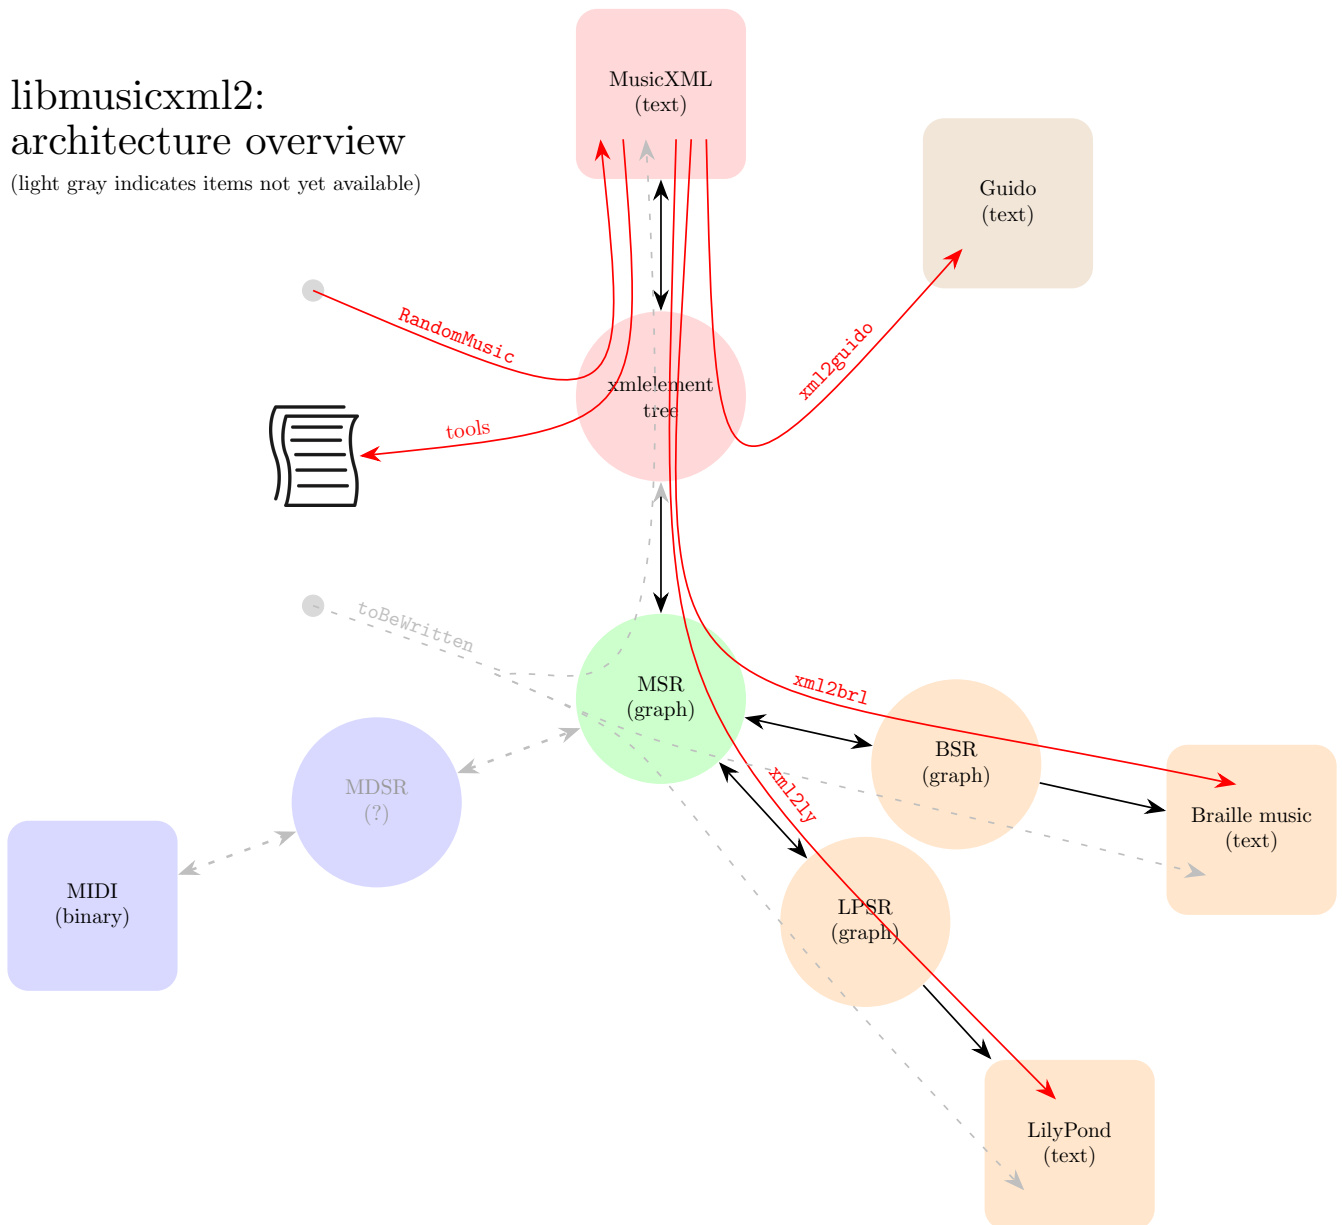 libmusicxml2:
architecture overview
(light gray indicates items not yet available)
MusicXML
(text)
Guido
(text)
RandomMusic
xml2guido
xmlelement
tree
tools
toBeWritten
MSR
(graph)
xml2brl
BSR
(graph)
xml2ly
MDSR
(?)
Braille music
(text)
MIDI
(binary)
LPSR
(graph)
LilyPond
(text)